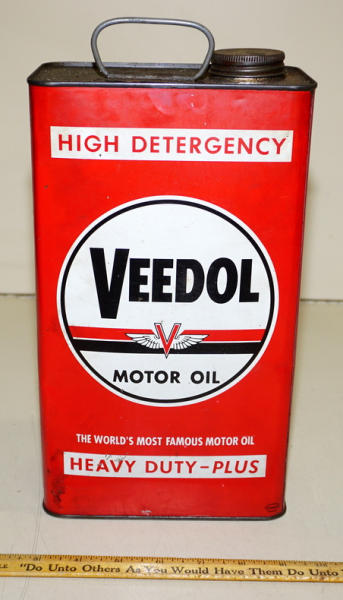 HIGH DETERGENCY
VEEDOL
V
MOTOR OIL
THE WORLD'S MOST FAMOUS MOTOR OIL
HEAVY DUTY-PLUS
"Do Unto Others As You Would Have Them Do Unto